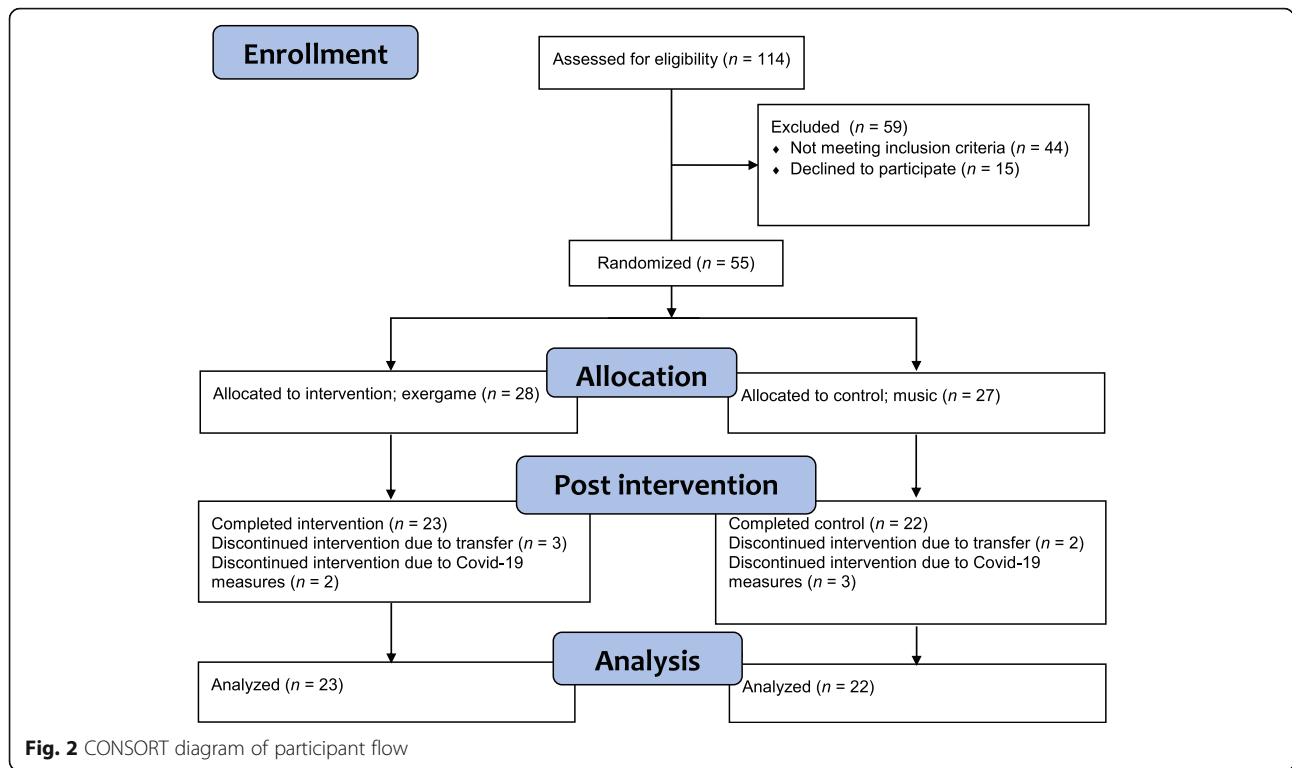 Enrollment
Assessed for eligibility (n = 114)
Excluded (n = 59)
♦ Not meeting inclusion criteria (n = 44)
♦ Declined to participate (n = 15)
Randomized (n = 55)
Allocation
Allocated to intervention; exergame (n = 28)
Allocated to control; music (n = 27)
Post intervention
Completed intervention (n = 23)
Discontinued intervention due to transfer (n = 3)
Discontinued intervention due to Covid-19
measures (n = 2)
Completed control (n = 22)
Discontinued intervention due to transfer (n = 2)
Discontinued intervention due to Covid-19
measures (n = 3)
Analysis
Analyzed (n = 23)
Analyzed (n = 22)
Fig. 2 CONSORT diagram of participant flow